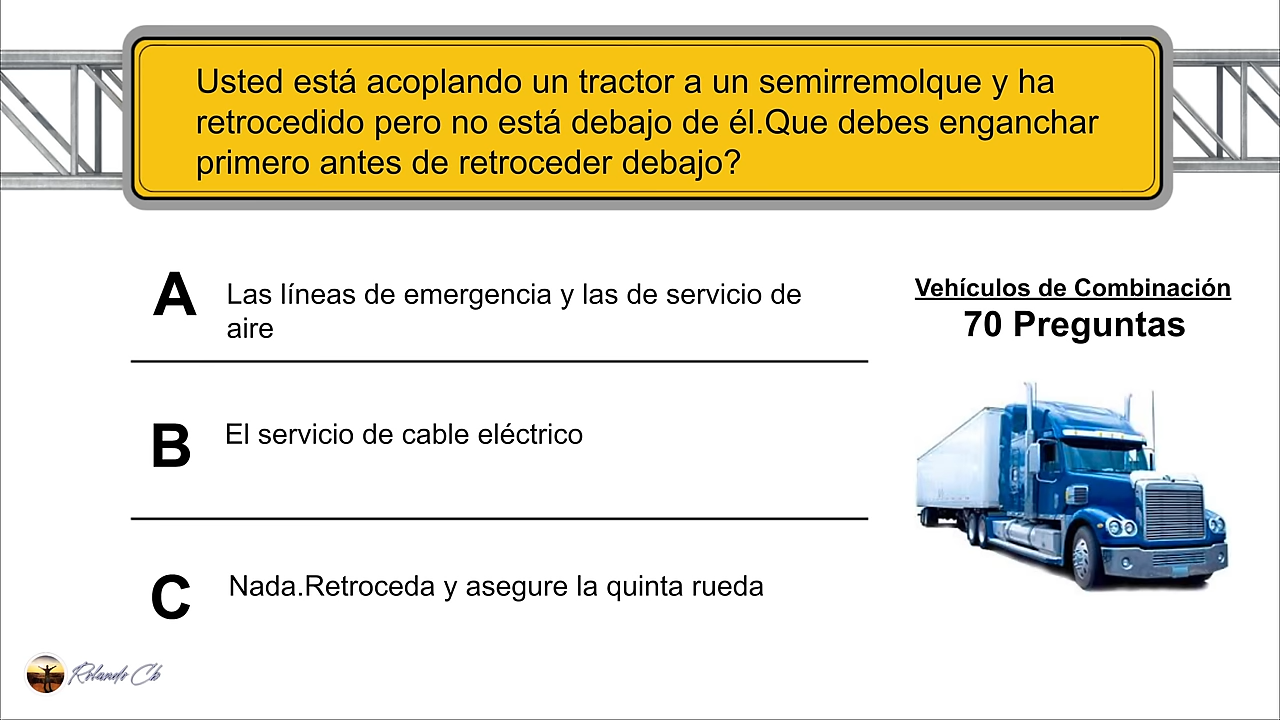 Usted está acoplando un tractor a un semirremolque y ha
retrocedido pero no está debajo de él.Que debes enganchar
primero antes de retroceder debajo?
A
Las líneas de emergencia y las de servicio de
aire
B
El servicio de cable eléctrico
C
Nada.Retroceda y asegure la quinta rueda
Vehículos de Combinación
70 Preguntas
Rolando Cb